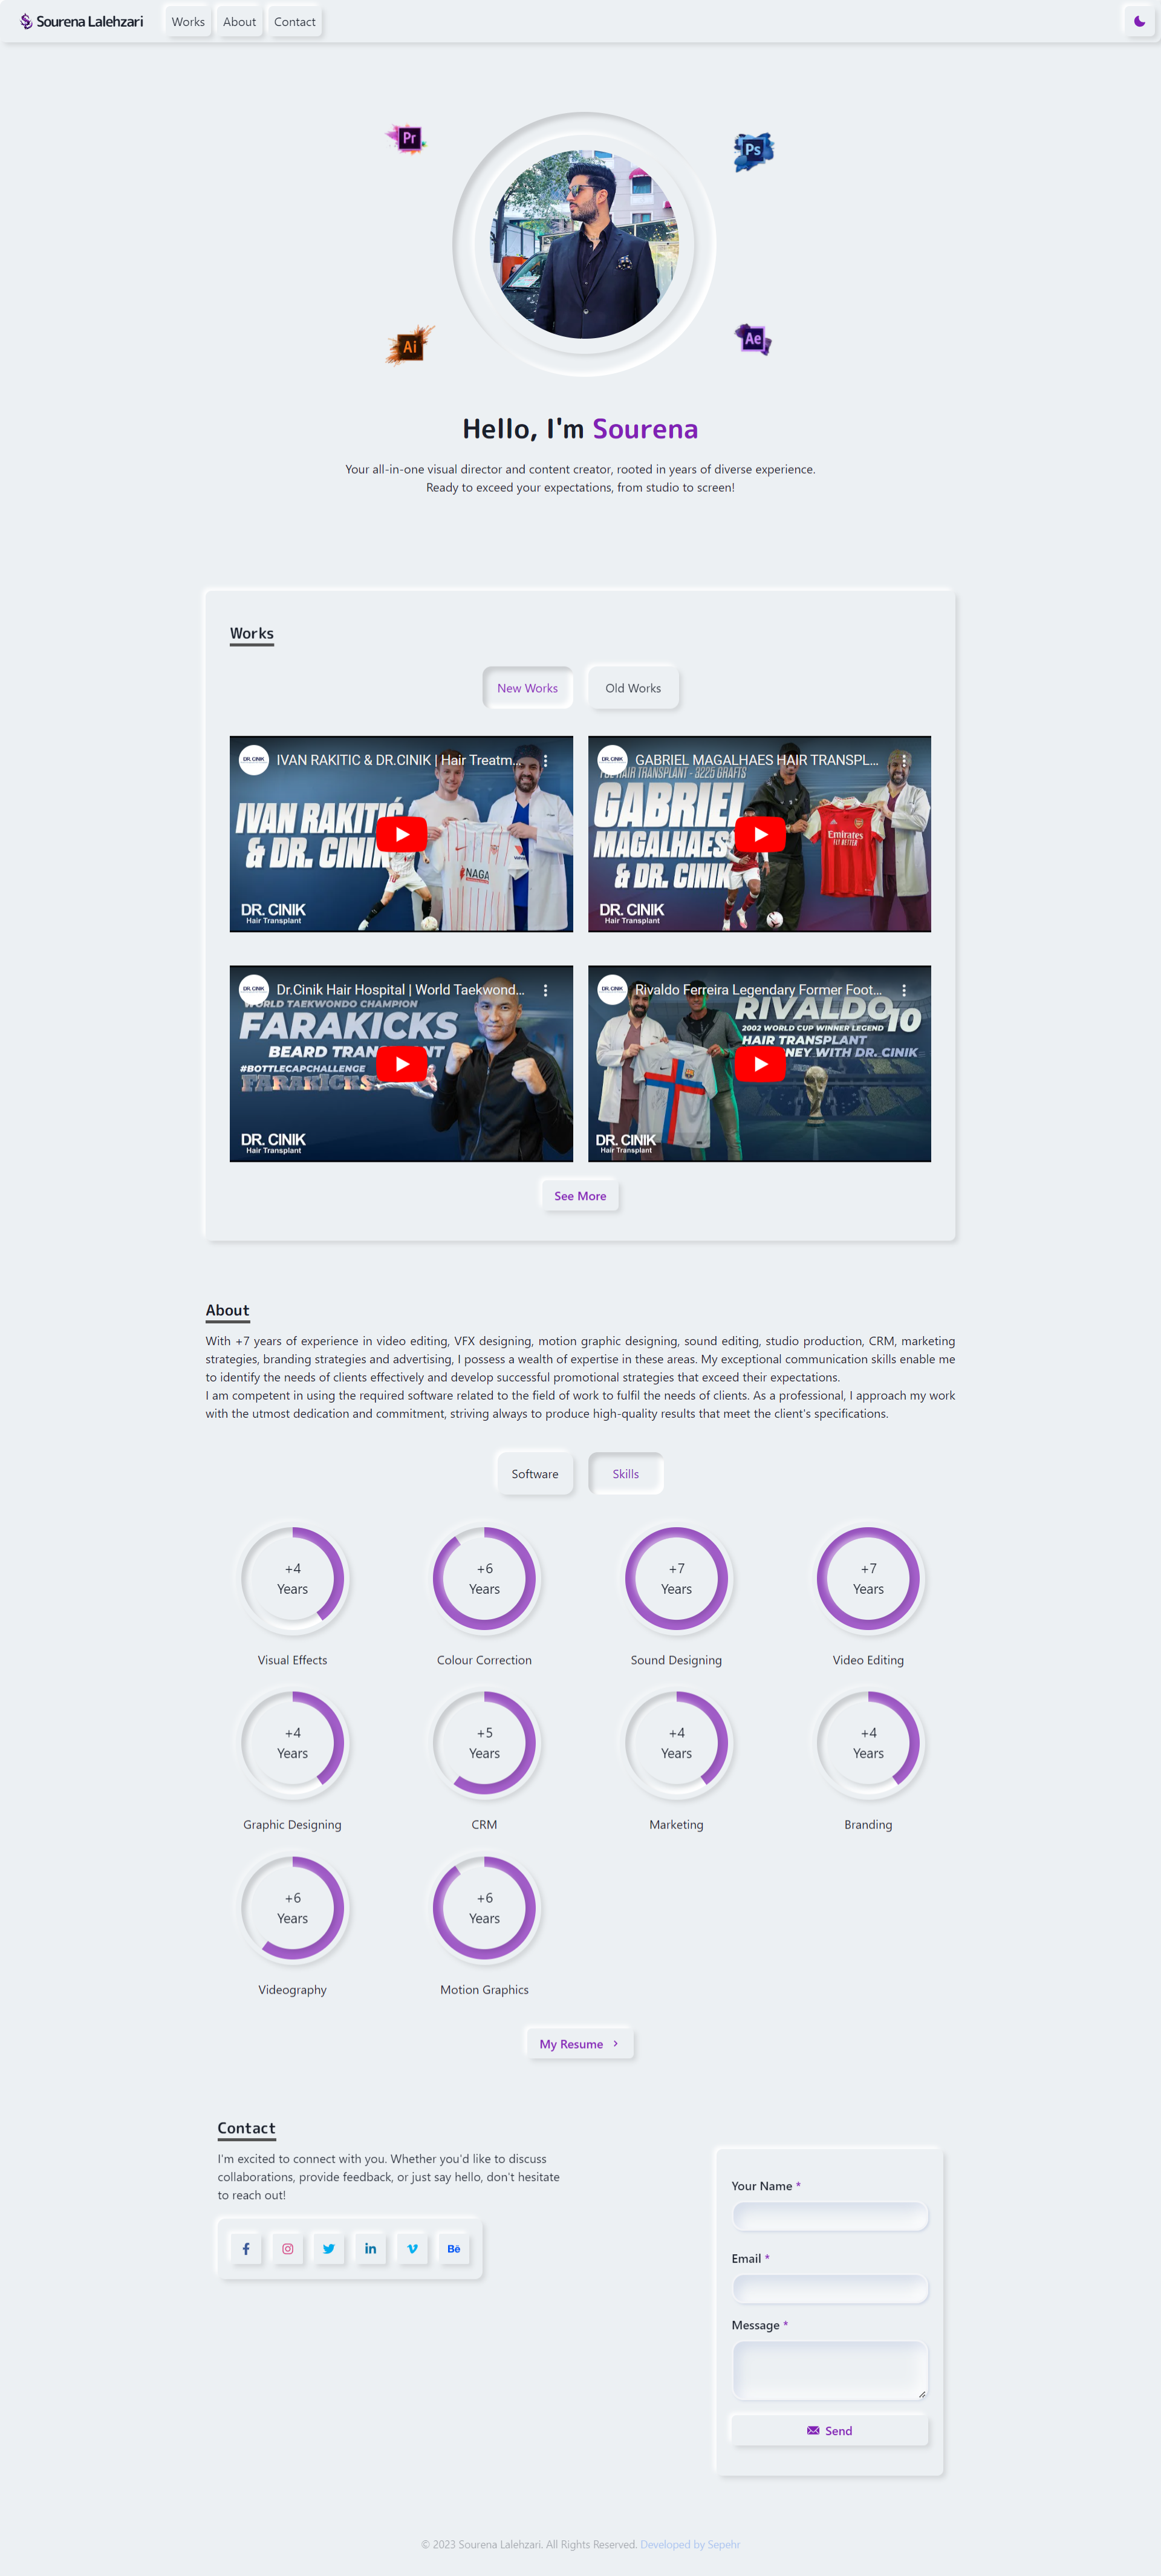 Sourena Lalehzari
Works
About
Contact
Pr
Ps
Ai
Ae
Hello, I'm Sourena
Your all-in-one visual director and content creator, rooted in years of diverse experience.
Ready to exceed your expectations, from studio to screen!
Works
New Works
Old Works
DR. CINIK
IVAN RAKITIC & DR.CINIK | Hair Treatm...
IVAN RAKITIĆ
& DR. CINIK
NAGA
DR. CINIK
Hair Transplant
DR. CINIK
GABRIEL MAGALHAES HAIR TRANSPL...
FUE HAIR TRANSPLANT - 3225 GRAFTS
GABRIEL
MAGALHAES
& DR. CINIK
Emirates
FLY BETTER
DR. CINIK
Hair Transplant
DR. CINIK
Dr.Cinik Hair Hospital | World Taekwond...
WORLD TAEKWONDO CHAMPION
FARAKICKS
BEARD TRANSPLANT
#BOTTLECAPCHALLENGE
FARAKICKS
DR. CINIK
Hair Transplant
DR. CINIK
Rivaldo Ferreira Legendary Former Foot...
RIVALDO
2002 WORLD CUP WINNER LEGEND 10
HAIR TRANSPLANT
NEY WITH DR. CINIK
DR. CINIK
Hair Transplant
See More
About
With +7 years of experience in video editing, VFX designing, motion graphic designing, sound editing, studio production, CRM, marketing
strategies, branding strategies and advertising, I possess a wealth of expertise in these areas. My exceptional communication skills enable me
to identify the needs of clients effectively and develop successful promotional strategies that exceed their expectations.
I am competent in using the required software related to the field of work to fulfil the needs of clients. As a professional, I approach my work
with the utmost dedication and commitment, striving always to produce high-quality results that meet the client's specifications.
Software
Skills
+4
Years
Visual Effects
+6
Years
Colour Correction
+7
Years
Sound Designing
+7
Years
Video Editing
+4
Years
Graphic Designing
+5
Years
CRM
+4
Years
Marketing
+4
Years
Branding
+6
Years
Videography
+6
Years
Motion Graphics
My Resume
Contact
I'm excited to connect with you. Whether you'd like to discuss
collaborations, provide feedback, or just say hello, don't hesitate
to reach out!
Bē
Your Name *
Email *
Message *
Send
© 2023 Sourena Lalehzari. All Rights Reserved. Developed by Sepehr